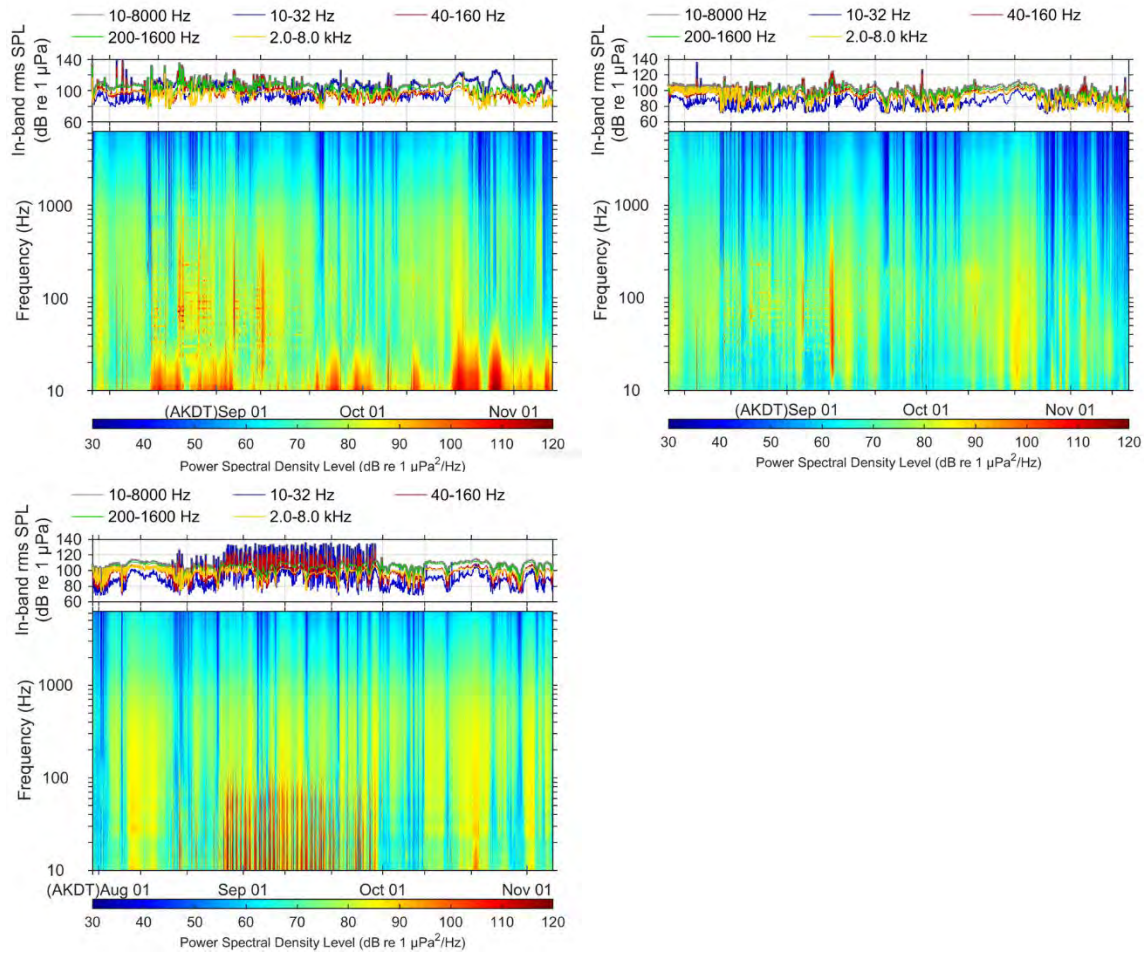 10-8000 Hz 10-32 Hz 40-160 Hz
200-1600 Hz 2.0-8.0 kHz
In-band rms SPL
(dB re 1 µPa)
140
120
100
80
60
Frequency (Hz)
1000
100
10
(AKDT)Sep 01 Oct 01 Nov 01
30 40 50 60 70 80 90 100 110 120
Power Spectral Density Level (dB re 1 µPa²/Hz)
10-8000 Hz 10-32 Hz 40-160 Hz
200-1600 Hz 2.0-8.0 kHz
In-band rms SPL
(dB re 1 µPa)
140
120
100
80
60
Frequency (Hz)
1000
100
10
(AKDT)Sep 01 Oct 01 Nov 01
30 40 50 60 70 80 90 100 110 120
Power Spectral Density Level (dB re 1 µPa²/Hz)
10-8000 Hz 10-32 Hz 40-160 Hz
200-1600 Hz 2.0-8.0 kHz
In-band rms SPL
(dB re 1 µPa)
140
120
100
80
60
Frequency (Hz)
1000
100
10
(AKDT)Aug 01 Sep 01 Oct 01 Nov 01
30 40 50 60 70 80 90 100 110 120
Power Spectral Density Level (dB re 1 µPa²/Hz)